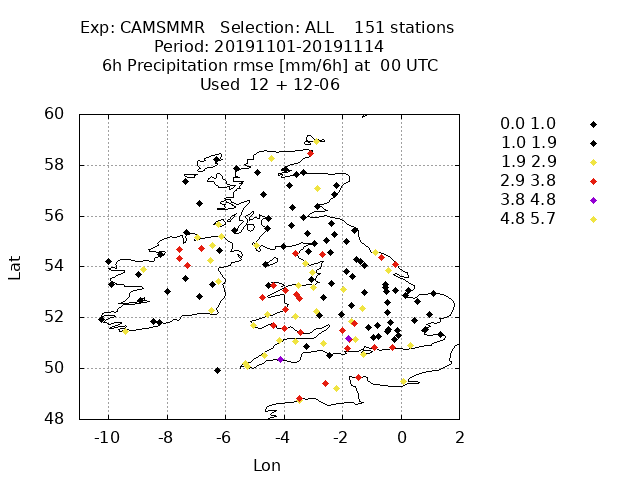 Exp: CAMSMMR Selection: ALL 151 stations
Period: 20191101-20191114
6h Precipitation rmse [mm/6h] at 00 UTC
Used 12 + 12-06
60
58
56
54
52
50
48
Lat
-10 -8 -6 -4 -2 0 2
Lon
0.0 1.0
1.0 1.9
1.9 2.9
2.9 3.8
3.8 4.8
4.8 5.7